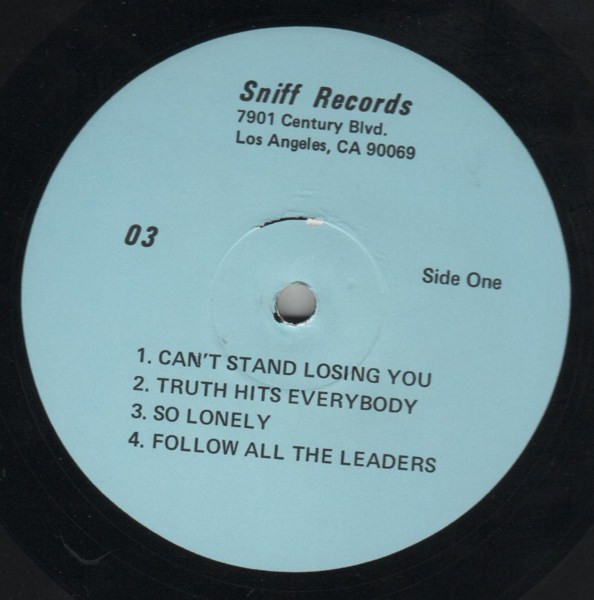 Sniff Records
7901 Century Blvd.
Los Angeles, CA 90069
03
Side One
1. CAN'T STAND LOSING YOU
2. TRUTH HITS EVERYBODY
3. SO LONELY
4. FOLLOW ALL THE LEADERS